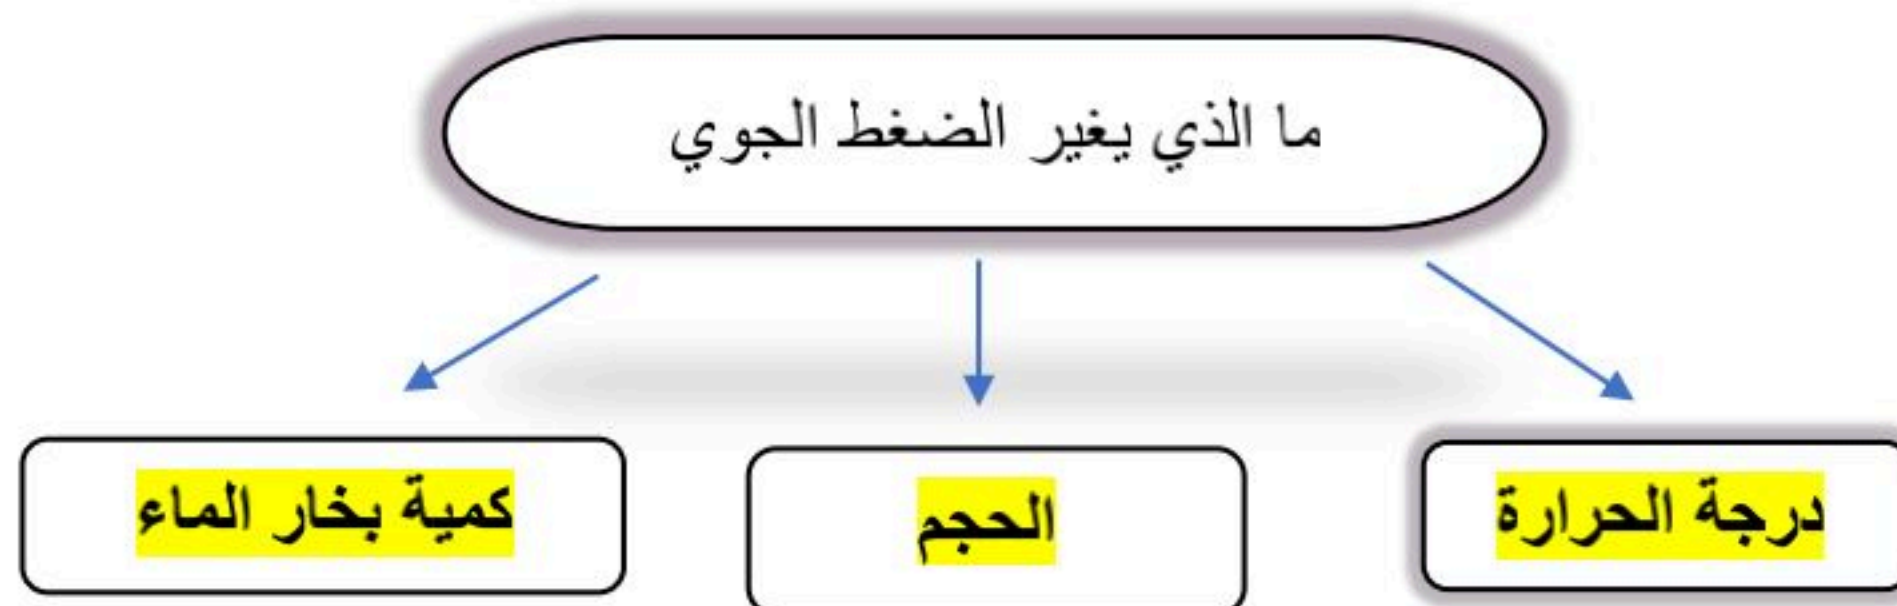 ما الذي يغير الضغط الجوي
درجة الحرارة
الحجم
كمية بخار الماء